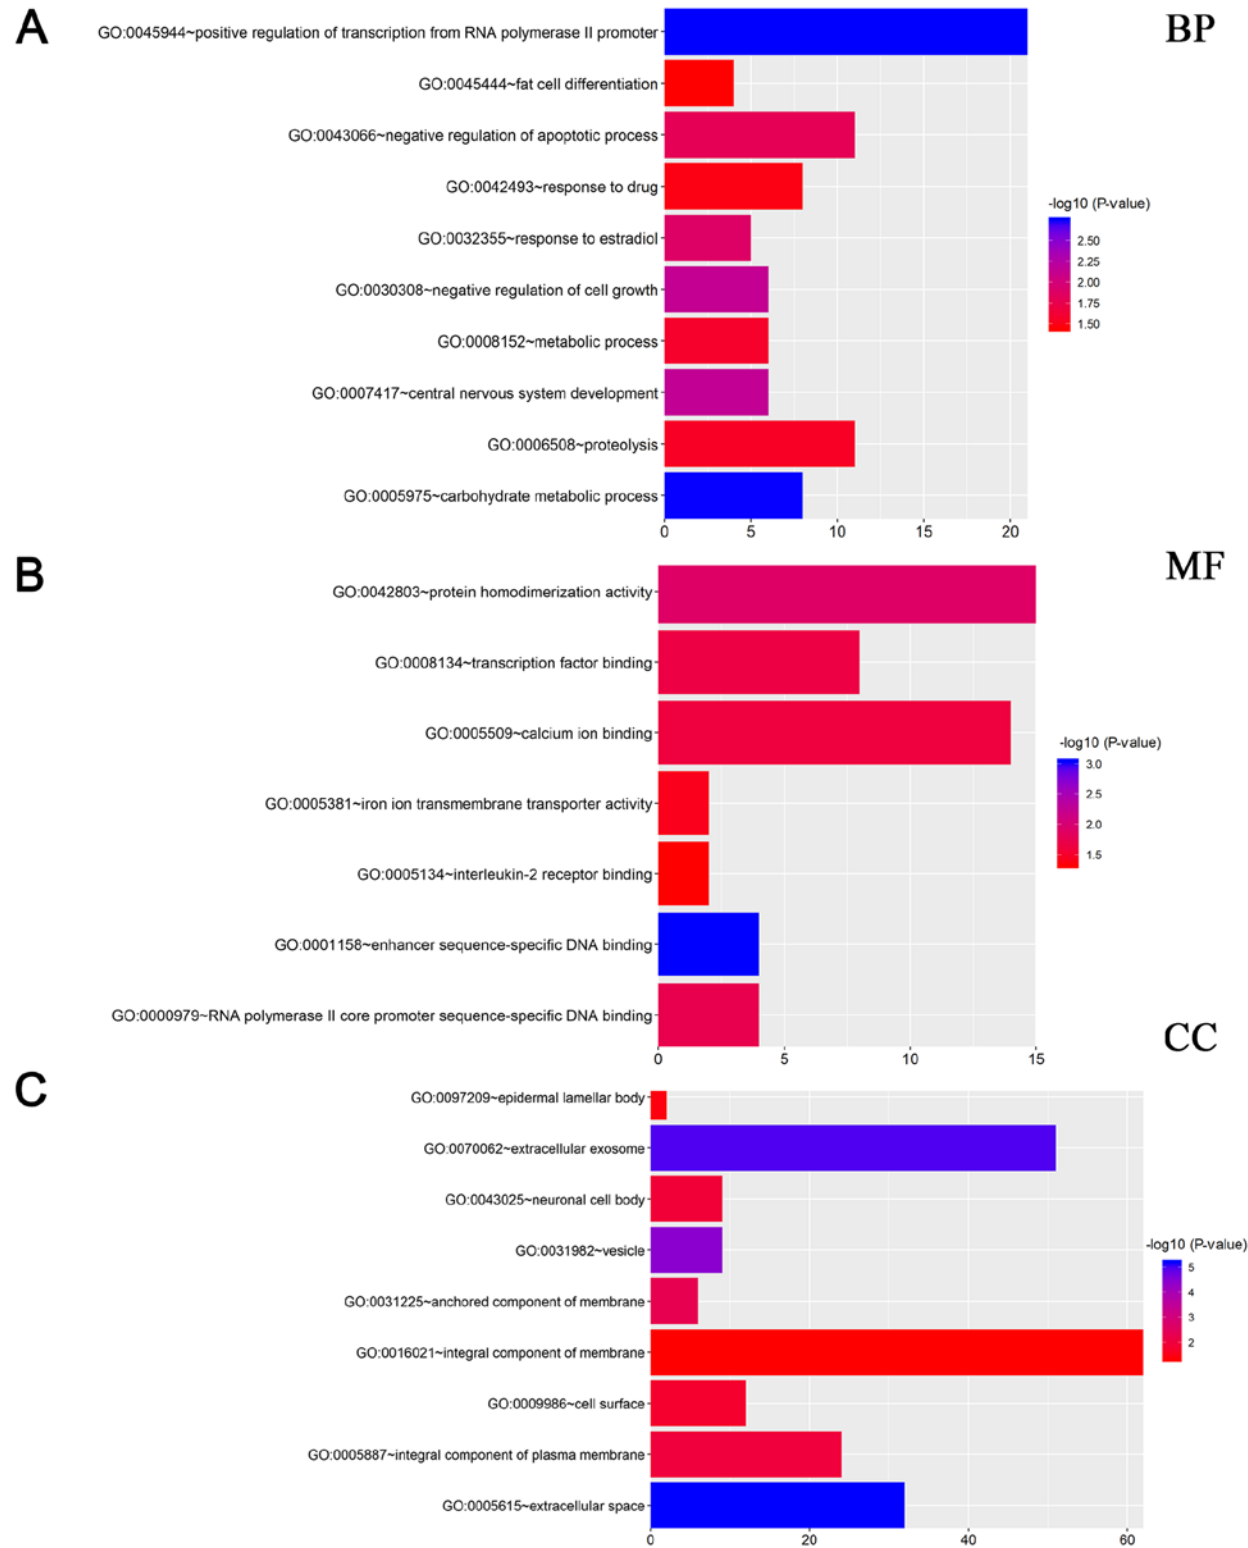 A
BP
GO:0045944~positive regulation of transcription from RNA polymerase II promoter
GO:0045444~fat cell differentiation
GO:0043066~negative regulation of apoptotic process
GO:0042493~response to drug
GO:0032355~response to estradiol
GO:0030308~negative regulation of cell growth
GO:0008152~metabolic process
GO:0007417~central nervous system development
GO:0006508~proteolysis
GO:0005975~carbohydrate metabolic process
0 5 10 15 20
-log10 (P-value)
2.50
2.25
2.00
1.75
1.50
B
MF
GO:0042803~protein homodimerization activity
GO:0008134~transcription factor binding
GO:0005509~calcium ion binding
GO:0005381~iron ion transmembrane transporter activity
GO:0005134~interleukin-2 receptor binding
GO:0001158~enhancer sequence-specific DNA binding
GO:0000979~RNA polymerase II core promoter sequence-specific DNA binding
0 5 10 15
-log10 (P-value)
3.0
2.5
2.0
1.5
C
CC
GO:0097209~epidermal lamellar body
GO:0070062~extracellular exosome
GO:0043025~neuronal cell body
GO:0031982~vesicle
GO:0031225~anchored component of membrane
GO:0016021~integral component of membrane
GO:0009986~cell surface
GO:0005887~integral component of plasma membrane
GO:0005615~extracellular space
0 20 40 60
-log10 (P-value)
5
4
3
2